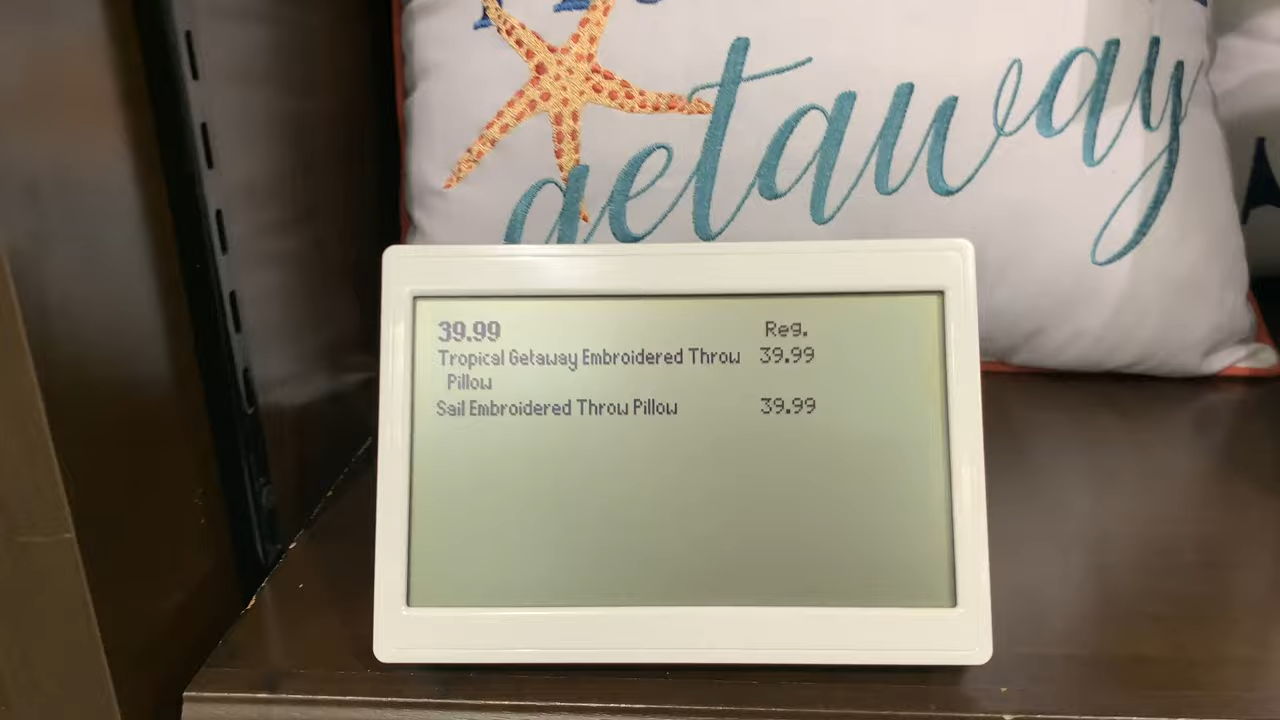 getaway
39.99 Reg.
Tropical Getaway Embroidered Throw 39.99
Pillow
Sail Embroidered Throw Pillow 39.99